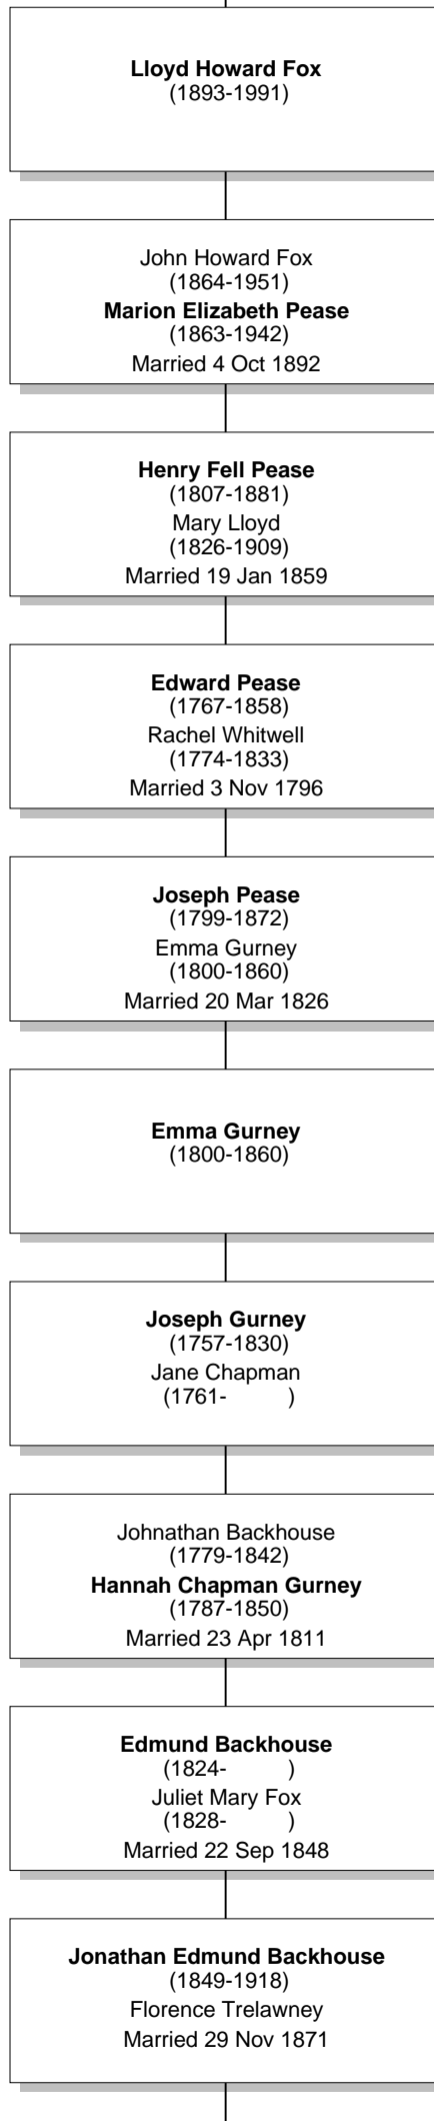 Lloyd Howard Fox
(1893-1991)
John Howard Fox
(1864-1951)
Marion Elizabeth Pease
(1863-1942)
Married 4 Oct 1892
Henry Fell Pease
(1807-1881)
Mary Lloyd
(1826-1909)
Married 19 Jan 1859
Edward Pease
(1767-1858)
Rachel Whitwell
(1774-1833)
Married 3 Nov 1796
Joseph Pease
(1799-1872)
Emma Gurney
(1800-1860)
Married 20 Mar 1826
Emma Gurney
(1800-1860)
Joseph Gurney
(1757-1830)
Jane Chapman
(1761- )
Johnathan Backhouse
(1779-1842)
Hannah Chapman Gurney
(1787-1850)
Married 23 Apr 1811
Edmund Backhouse
(1824- )
Juliet Mary Fox
(1828- )
Married 22 Sep 1848
Jonathan Edmund Backhouse
(1849-1918)
Florence Trelawney
Married 29 Nov 1871